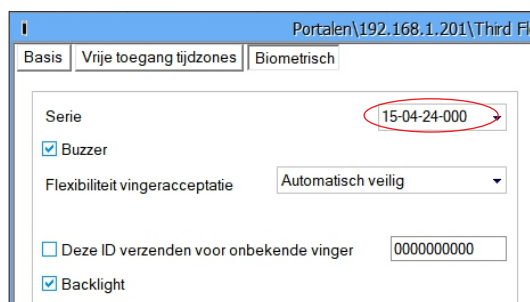 Portalen\192.168.1.201\Third
Basis Vrije toegang tijdzones Biometrisch
Serie 15-04-24-000
Buzzer
Flexibiliteit vingeracceptatie Automatisch veilig
Deze ID verzenden voor onbekende vinger 0000000000
Backlight